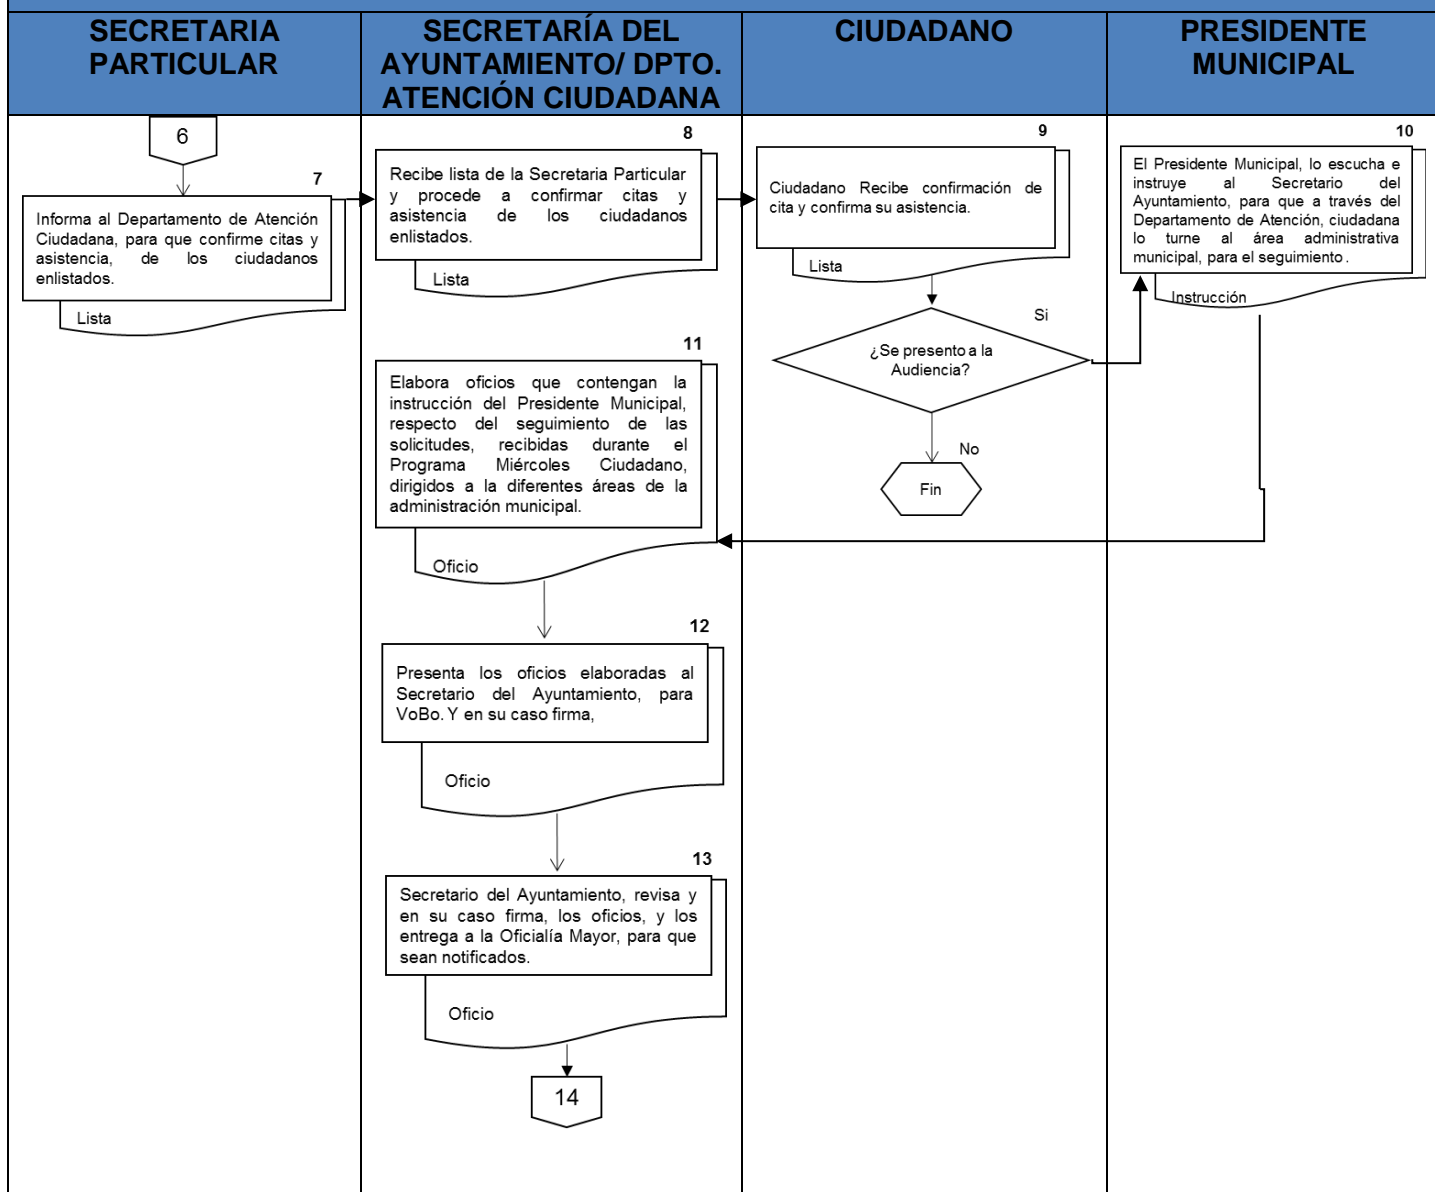 SECRETARIA
PARTICULAR
SECRETARÍA DEL
AYUNTAMIENTO/ DPTO.
ATENCIÓN CIUDADANA
CIUDADANO
PRESIDENTE
MUNICIPAL
6
7
Informa al Departamento de Atención
Ciudadana, para que confirme citas y
asistencia, de los ciudadanos
enlistados.
Lista
8
Recibe lista de la Secretaria Particular
y procede a confirmar citas y
asistencia de los ciudadanos
enlistados.
Lista
9
Ciudadano Recibe confirmación de
cita y confirma su asistencia.
Lista
¿Se presento a la
Audiencia?
Si
No
Fin
10
El Presidente Municipal, lo escucha e
instruye al Secretario del
Ayuntamiento, para que a través del
Departamento de Atención, ciudadana
lo turne al área administrativa
municipal, para el seguimiento.
Instrucción
11
Elabora oficios que contengan la
instrucción del Presidente Municipal,
respecto del seguimiento de las
solicitudes, recibidas durante el
Programa Miércoles Ciudadano,
dirigidos a la diferentes áreas de la
administración municipal.
Oficio
12
Presenta los oficios elaboradas al
Secretario del Ayuntamiento, para
VoBo. Y en su caso firma,
Oficio
13
Secretario del Ayuntamiento, revisa y
en su caso firma, los oficios, y los
entrega a la Oficialía Mayor, para que
sean notificados.
Oficio
14